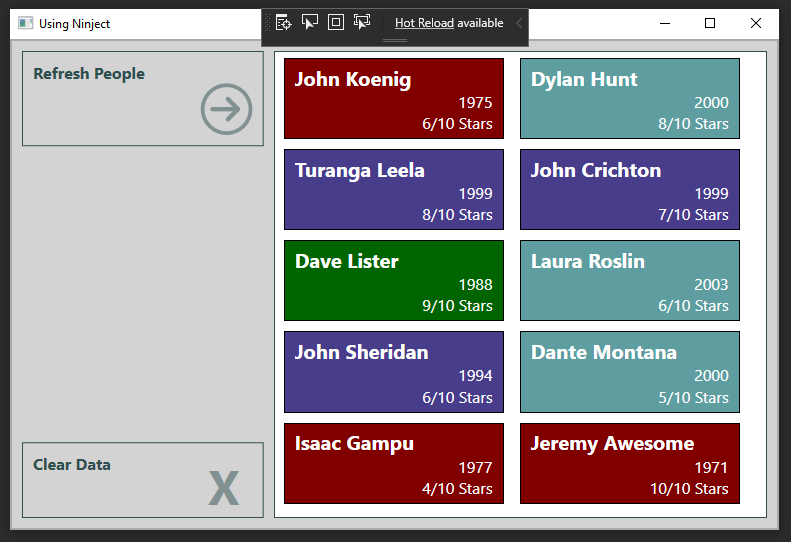 Using Ninject
Hot Reload available
Refresh People
John Koenig
1975
6/10 Stars
Dylan Hunt
2000
8/10 Stars
Turanga Leela
1999
8/10 Stars
John Crichton
1999
7/10 Stars
Dave Lister
1988
9/10 Stars
Laura Roslin
2003
6/10 Stars
John Sheridan
1994
6/10 Stars
Dante Montana
2000
5/10 Stars
Isaac Gampu
1977
4/10 Stars
Jeremy Awesome
1971
10/10 Stars
Clear Data
X